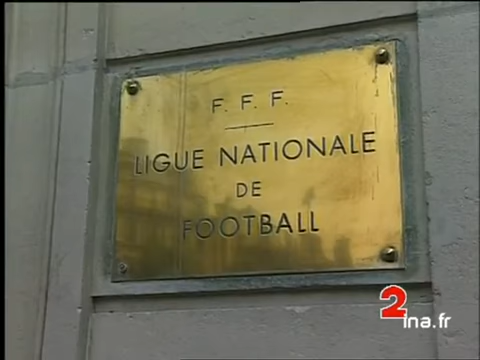 F. F. F.
LIGUE NATIONALE
DE
FOOTBALL
2
ina.fr